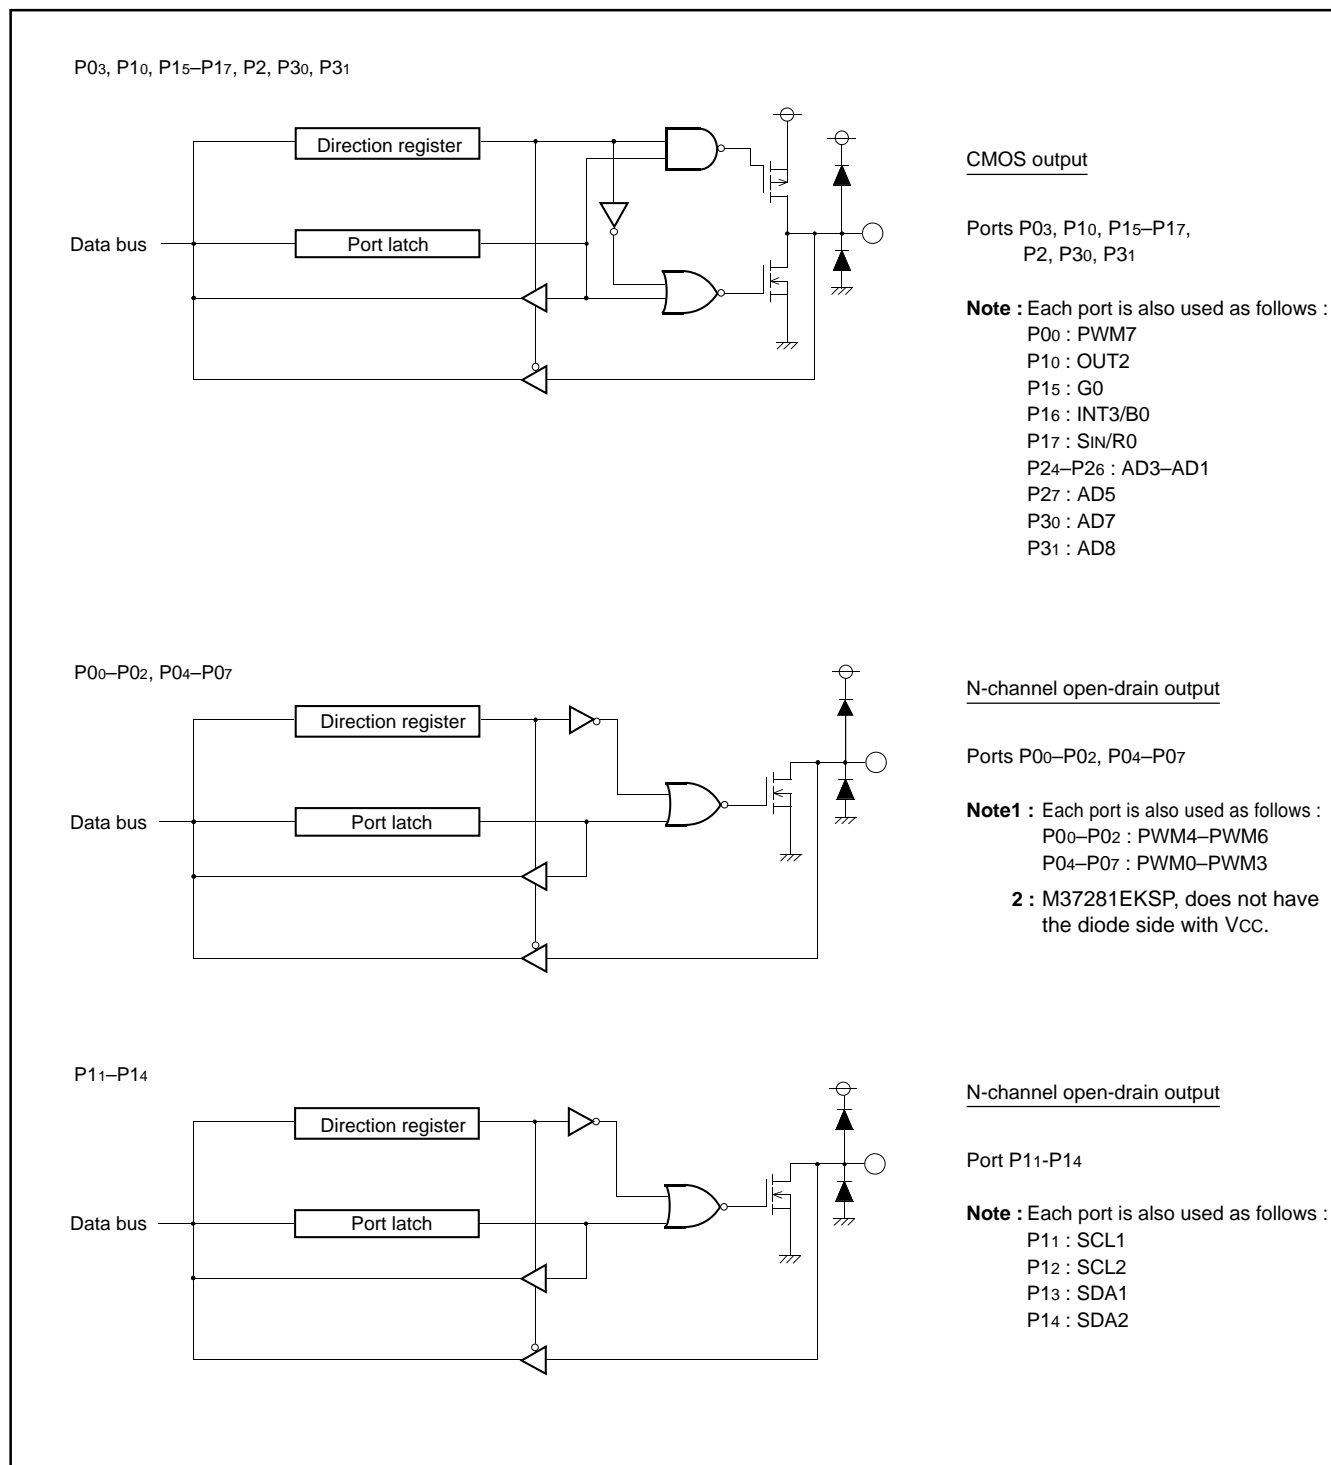 P03, P10, P15–P17, P2, P30, P31
Direction register
Port latch
Data bus
CMOS output
Ports P03, P10, P15–P17,
P2, P30, P31
Note : Each port is also used as follows :
P00 : PWM7
P10 : OUT2
P15 : G0
P16 : INT3/B0
P17 : SIN/R0
P24–P26 : AD3–AD1
P27 : AD5
P30 : AD7
P31 : AD8
P00–P02, P04–P07
Direction register
Port latch
Data bus
N-channel open-drain output
Ports P00–P02, P04–P07
Note1 : Each port is also used as follows :
P00–P02 : PWM4–PWM6
P04–P07 : PWM0–PWM3
2 : M37281EKSP, does not have
the diode side with VCC.
P11–P14
Direction register
Port latch
Data bus
N-channel open-drain output
Port P11-P14
Note : Each port is also used as follows :
P11 : SCL1
P12 : SCL2
P13 : SDA1
P14 : SDA2